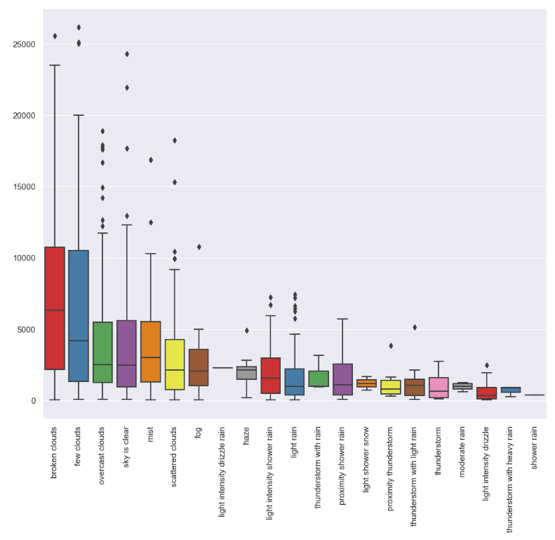 25000
20000
15000
10000
5000
0
broken clouds
few clouds
overcast clouds
sky is clear
mist
scattered clouds
fog
light intensity drizzle rain
haze
light intensity shower rain
light rain
thunderstorm with rain
proximity shower rain
light shower snow
proximity thunderstorm
thunderstorm with light rain
thunderstorm
moderate rain
light intensity drizzle
thunderstorm with heavy rain
shower rain